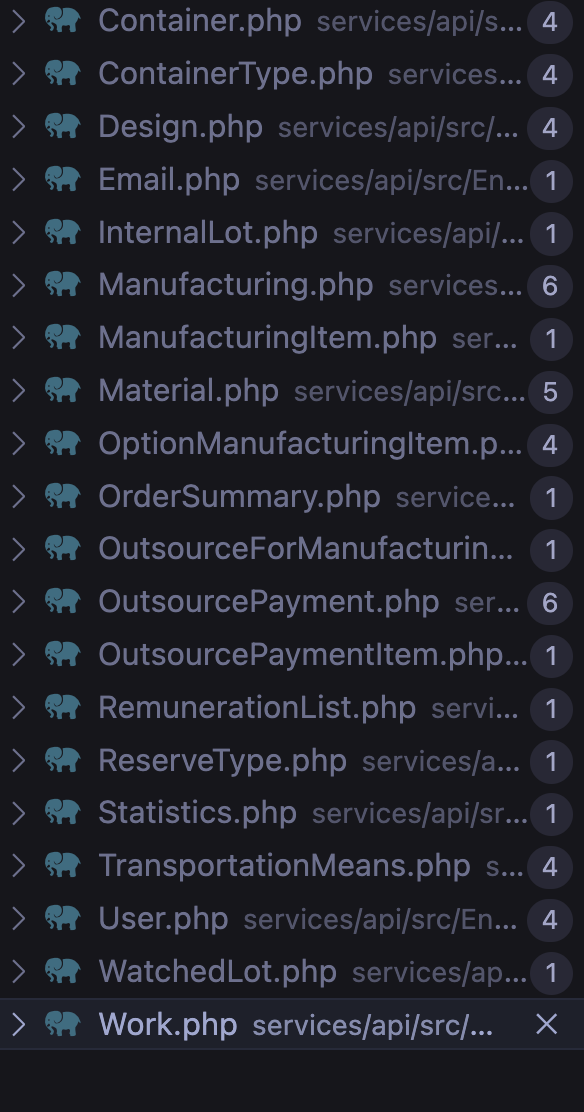 Container.php services/api/s... 4
ContainerType.php services... 4
Design.php services/api/src/... 4
Email.php services/api/src/En... 1
InternalLot.php services/api/... 1
Manufacturing.php services... 6
ManufacturingItem.php ser... 1
Material.php services/api/src... 5
OptionManufacturingItem.p... 4
OrderSummary.php service... 1
OutsourceForManufacturin... 1
OutsourcePayment.php ser... 6
OutsourcePaymentItem.php... 1
RemunerationList.php servi... 1
ReserveType.php services/a... 1
Statistics.php services/api/sr... 1
TransportationMeans.php s... 4
User.php services/api/src/En... 4
WatchedLot.php services/ap... 1
Work.php services/api/src/...